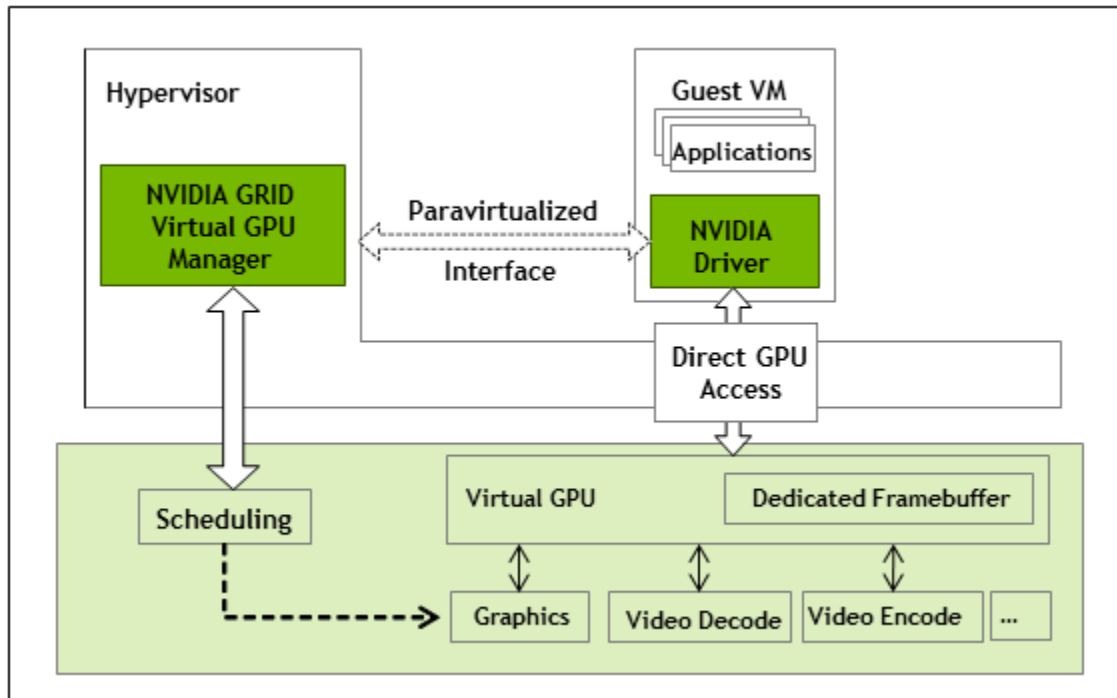 Hypervisor
Guest VM
Applications
NVIDIA GRID
Virtual GPU
Manager
Paravirtualized
Interface
NVIDIA
Driver
Direct GPU
Access
Scheduling
Virtual GPU
Dedicated Framebuffer
Graphics
Video Decode
Video Encode
...